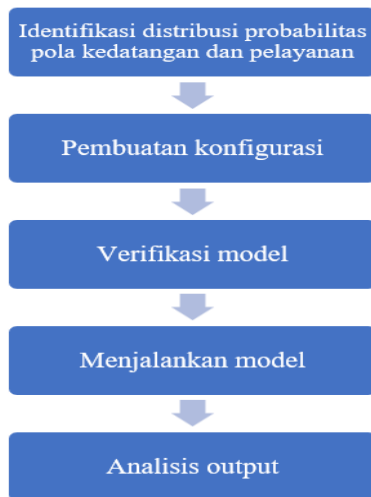 Identifikasi distribusi probabilitas
pola kedatangan dan pelayanan
Pembuatan konfigurasi
Verifikasi model
Menjalankan model
Analisis output